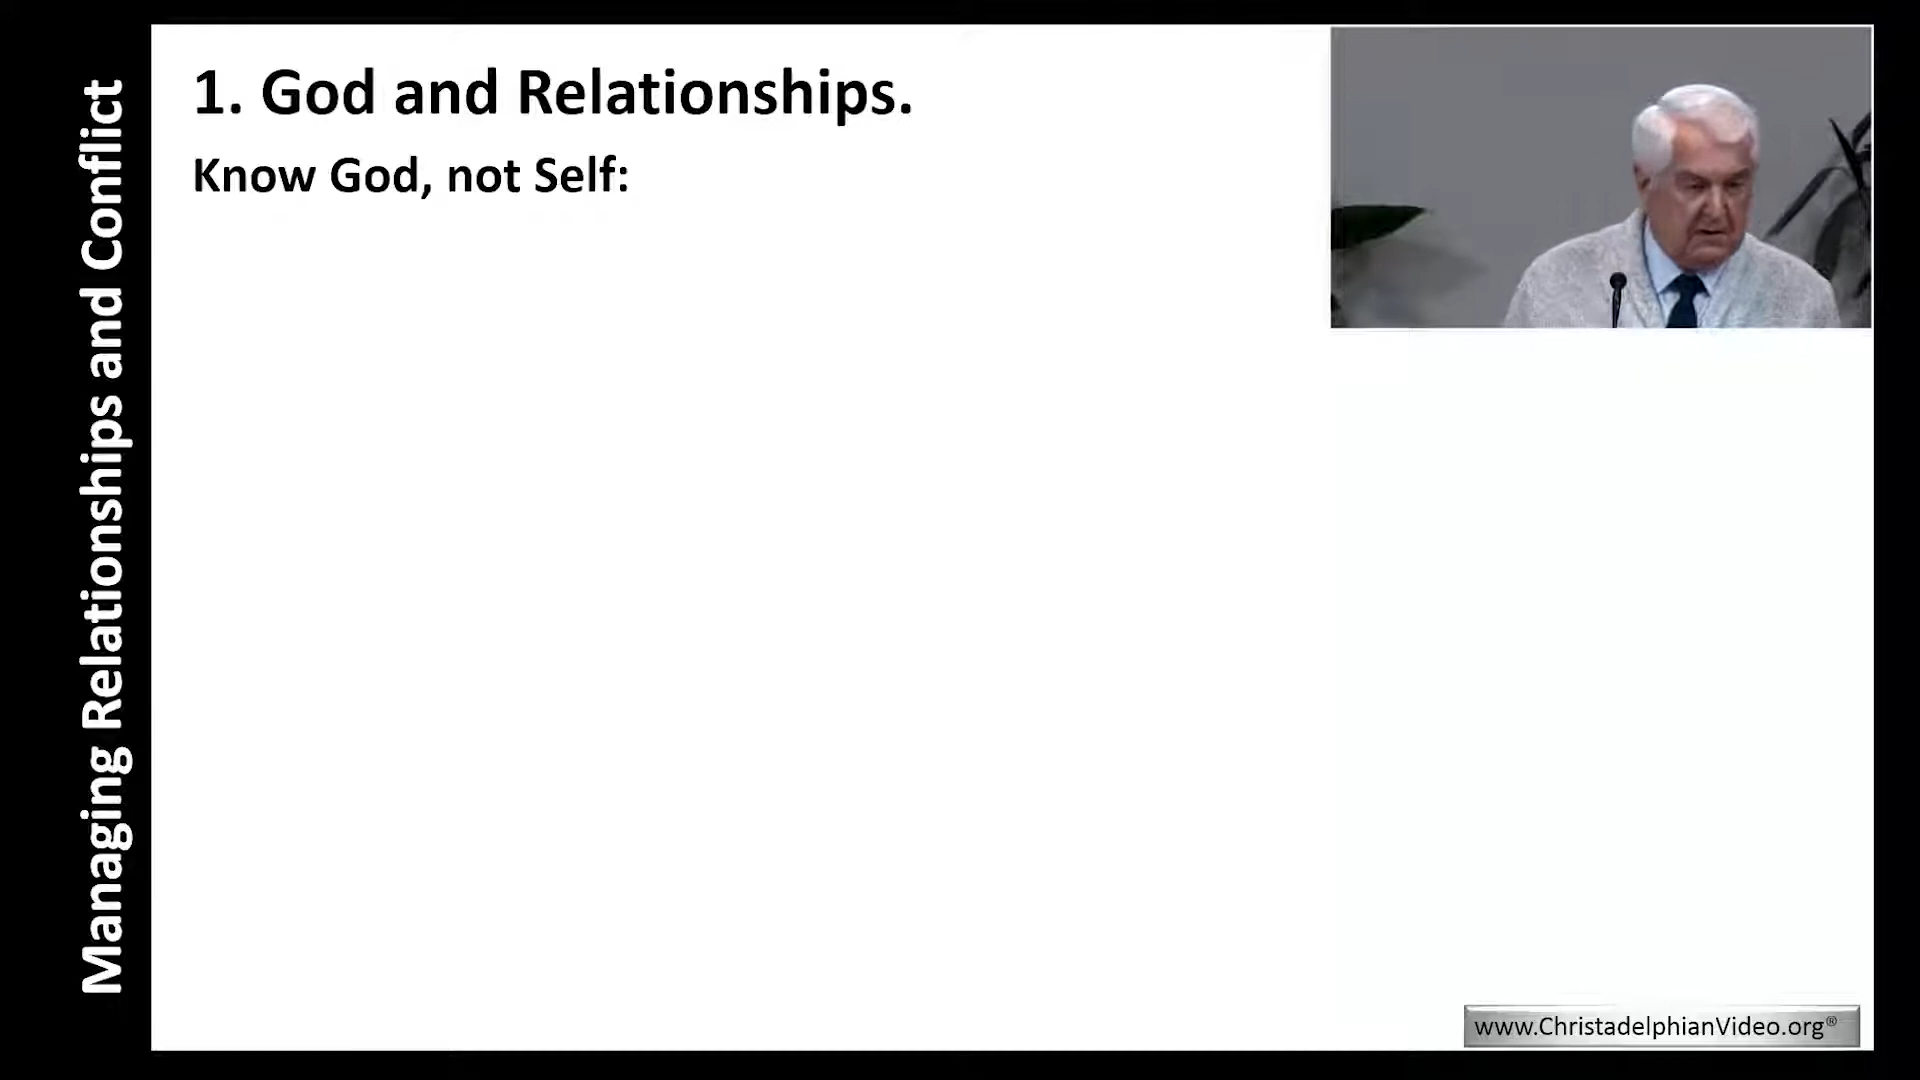 Managing Relationships and Conflict
1. God and Relationships.
Know God, not Self:
www.ChristadelphianVideo.org®